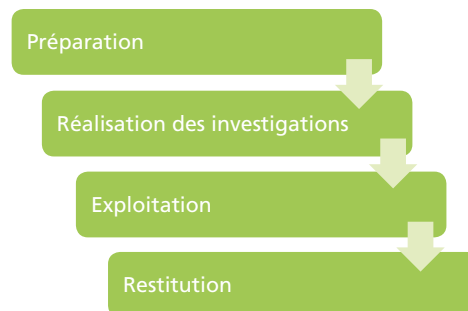 Préparation
Réalisation des investigations
Exploitation
Restitution